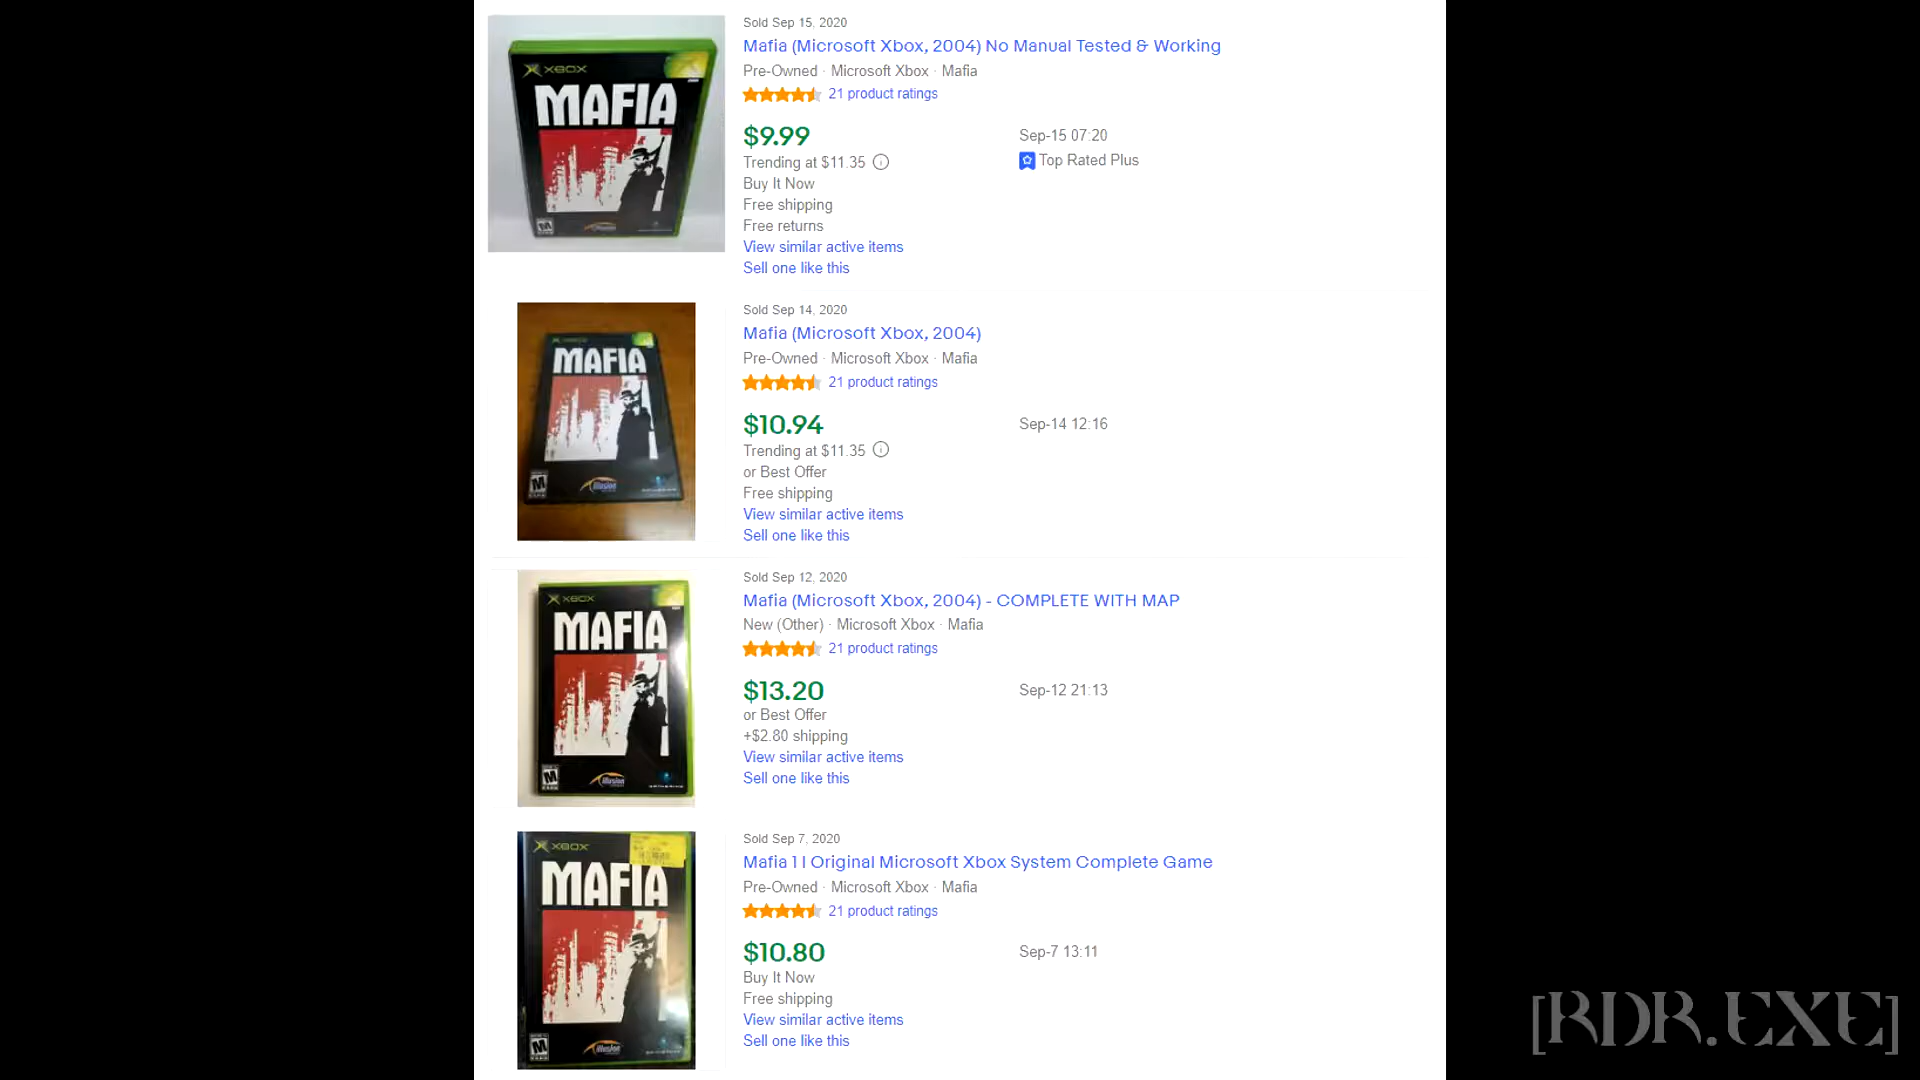 Sold Sep 15, 2020
Mafia (Microsoft Xbox, 2004) No Manual Tested & Working
Pre-Owned · Microsoft Xbox · Mafia
21 product ratings
$9.99
Sep-15 07:20
Trending at $11.35
Top Rated Plus
Buy It Now
Free shipping
Free returns
View similar active items
Sell one like this
XBOX
MAFIA
Sold Sep 14, 2020
Mafia (Microsoft Xbox, 2004)
Pre-Owned · Microsoft Xbox · Mafia
21 product ratings
$10.94
Sep-14 12:16
Trending at $11.35
or Best Offer
Free shipping
View similar active items
Sell one like this
XBOX
MAFIA
M
Illusion
Sold Sep 12, 2020
Mafia (Microsoft Xbox, 2004) - COMPLETE WITH MAP
New (Other) · Microsoft Xbox · Mafia
21 product ratings
$13.20
Sep-12 21:13
or Best Offer
+$2.80 shipping
View similar active items
Sell one like this
XBOX
MAFIA
M
Illusion
Sold Sep 7, 2020
Mafia 1 I Original Microsoft Xbox System Complete Game
Pre-Owned · Microsoft Xbox · Mafia
21 product ratings
$10.80
Sep-7 13:11
Buy It Now
Free shipping
View similar active items
Sell one like this
XBOX
MAFIA
M
Illusion
[RDR.EXE]